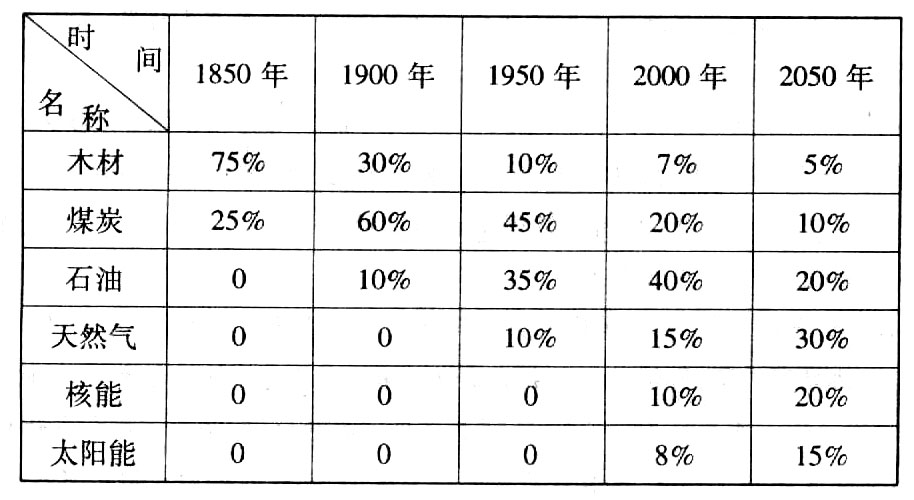 时间
名称
1850 年 1900 年 1950 年 2000 年 2050 年
木材 75% 30% 10% 7% 5%
煤炭 25% 60% 45% 20% 10%
石油 0 10% 35% 40% 20%
天然气 0 0 10% 15% 30%
核能 0 0 0 10% 20%
太阳能 0 0 0 8% 15%